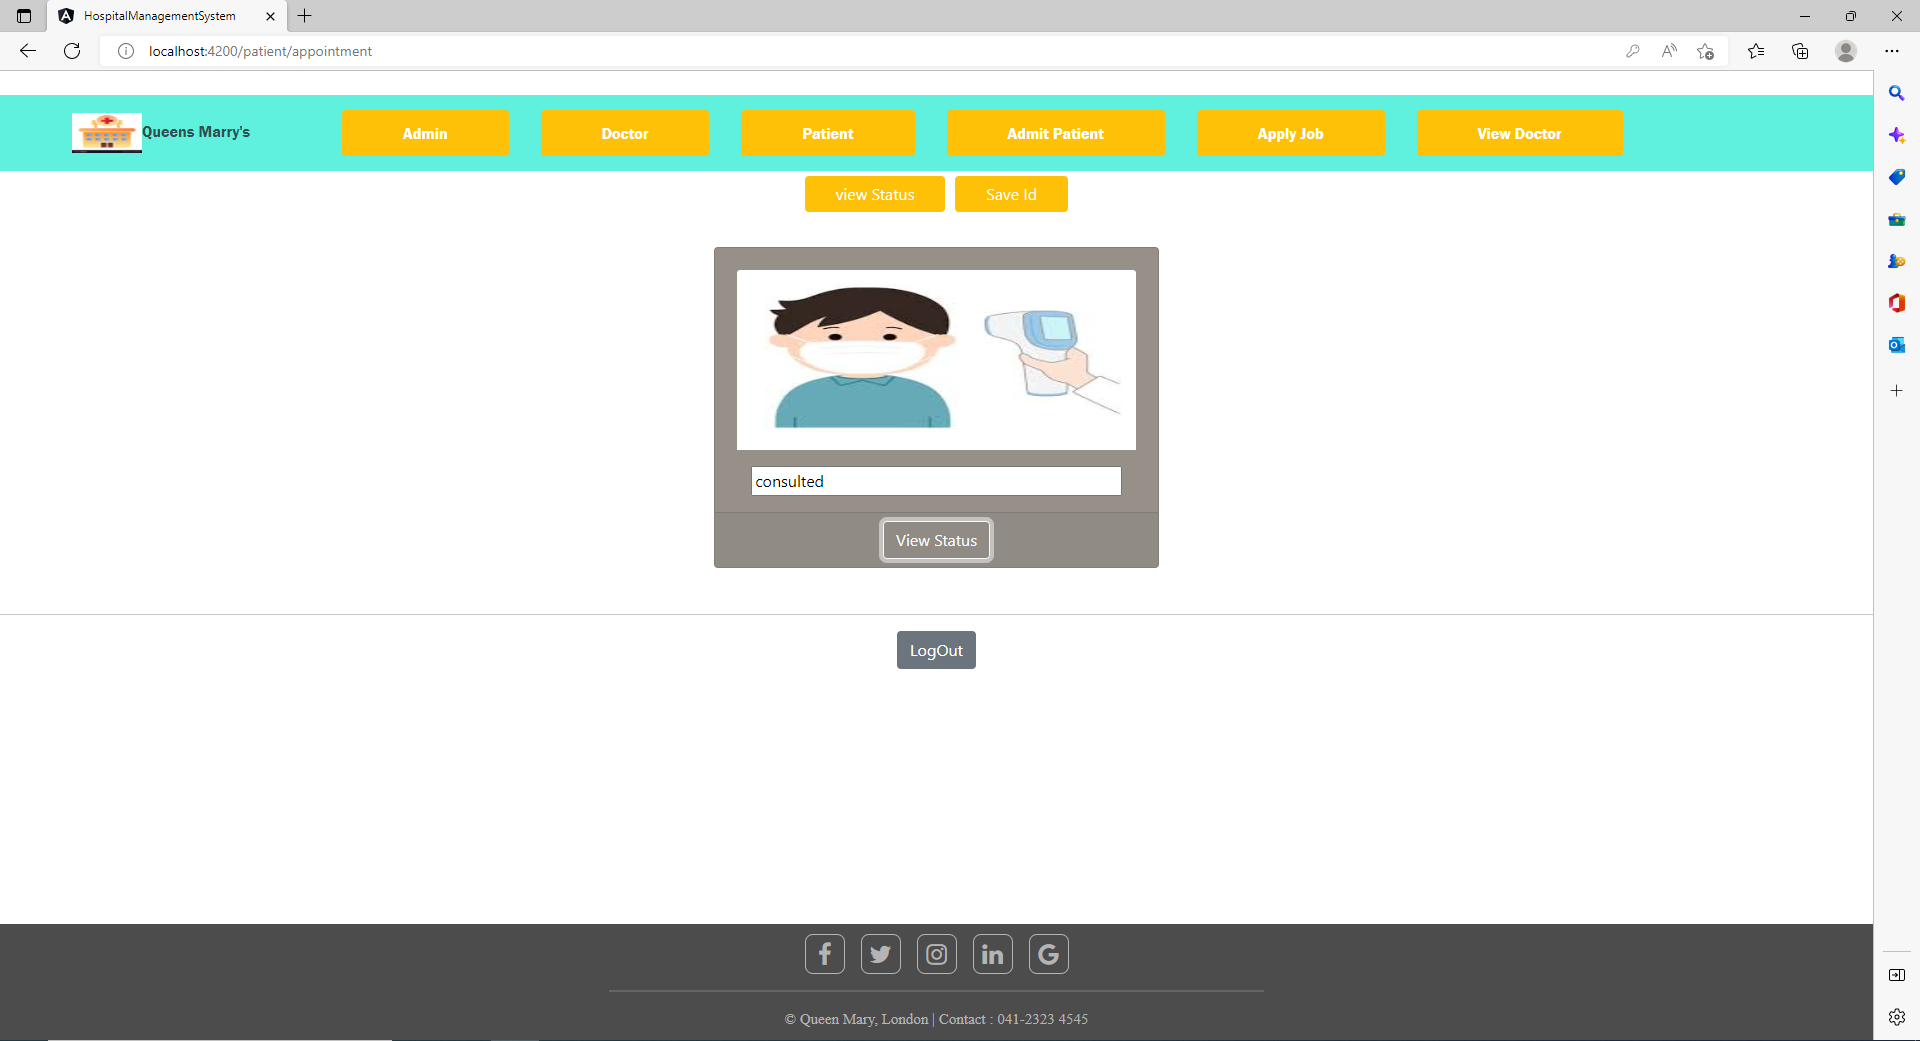 HospitalManagementSystem
localhost:4200/patient/appointment
Queens Marry's
Admin
Doctor
Patient
Admit Patient
Apply Job
View Doctor
view Status
Save Id
consulted
View Status
LogOut
© Queen Mary, London | Contact : 041-2323 4545